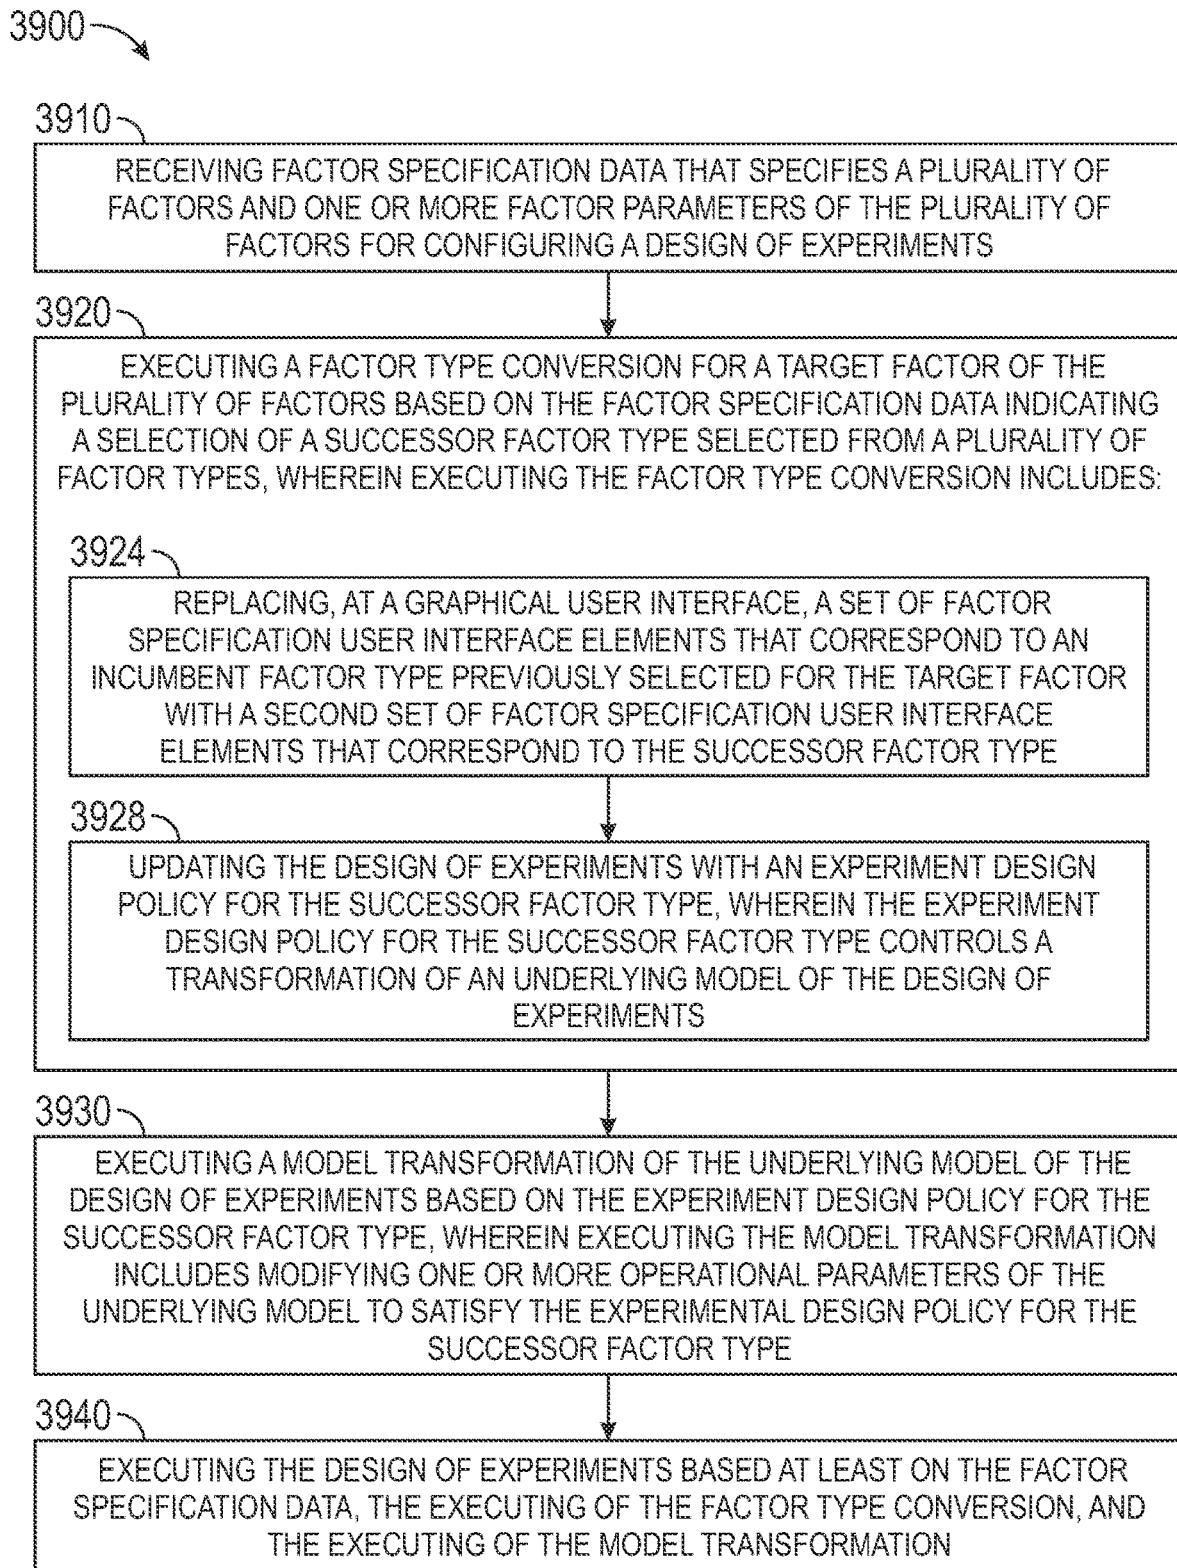 3900
3910
RECEIVING FACTOR SPECIFICATION DATA THAT SPECIFIES A PLURALITY OF
FACTORS AND ONE OR MORE FACTOR PARAMETERS OF THE PLURALITY OF
FACTORS FOR CONFIGURING A DESIGN OF EXPERIMENTS
3920
EXECUTING A FACTOR TYPE CONVERSION FOR A TARGET FACTOR OF THE
PLURALITY OF FACTORS BASED ON THE FACTOR SPECIFICATION DATA INDICATING
A SELECTION OF A SUCCESSOR FACTOR TYPE SELECTED FROM A PLURALITY OF
FACTOR TYPES, WHEREIN EXECUTING THE FACTOR TYPE CONVERSION INCLUDES:
3924
REPLACING, AT A GRAPHICAL USER INTERFACE, A SET OF FACTOR
SPECIFICATION USER INTERFACE ELEMENTS THAT CORRESPOND TO AN
INCUMBENT FACTOR TYPE PREVIOUSLY SELECTED FOR THE TARGET FACTOR
WITH A SECOND SET OF FACTOR SPECIFICATION USER INTERFACE
ELEMENTS THAT CORRESPOND TO THE SUCCESSOR FACTOR TYPE
3928
UPDATING THE DESIGN OF EXPERIMENTS WITH AN EXPERIMENT DESIGN
POLICY FOR THE SUCCESSOR FACTOR TYPE, WHEREIN THE EXPERIMENT
DESIGN POLICY FOR THE SUCCESSOR FACTOR TYPE CONTROLS A
TRANSFORMATION OF AN UNDERLYING MODEL OF THE DESIGN OF
EXPERIMENTS
3930
EXECUTING A MODEL TRANSFORMATION OF THE UNDERLYING MODEL OF THE
DESIGN OF EXPERIMENTS BASED ON THE EXPERIMENT DESIGN POLICY FOR THE
SUCCESSOR FACTOR TYPE, WHEREIN EXECUTING THE MODEL TRANSFORMATION
INCLUDES MODIFYING ONE OR MORE OPERATIONAL PARAMETERS OF THE
UNDERLYING MODEL TO SATISFY THE EXPERIMENTAL DESIGN POLICY FOR THE
SUCCESSOR FACTOR TYPE
3940
EXECUTING THE DESIGN OF EXPERIMENTS BASED AT LEAST ON THE FACTOR
SPECIFICATION DATA, THE EXECUTING OF THE FACTOR TYPE CONVERSION, AND
THE EXECUTING OF THE MODEL TRANSFORMATION